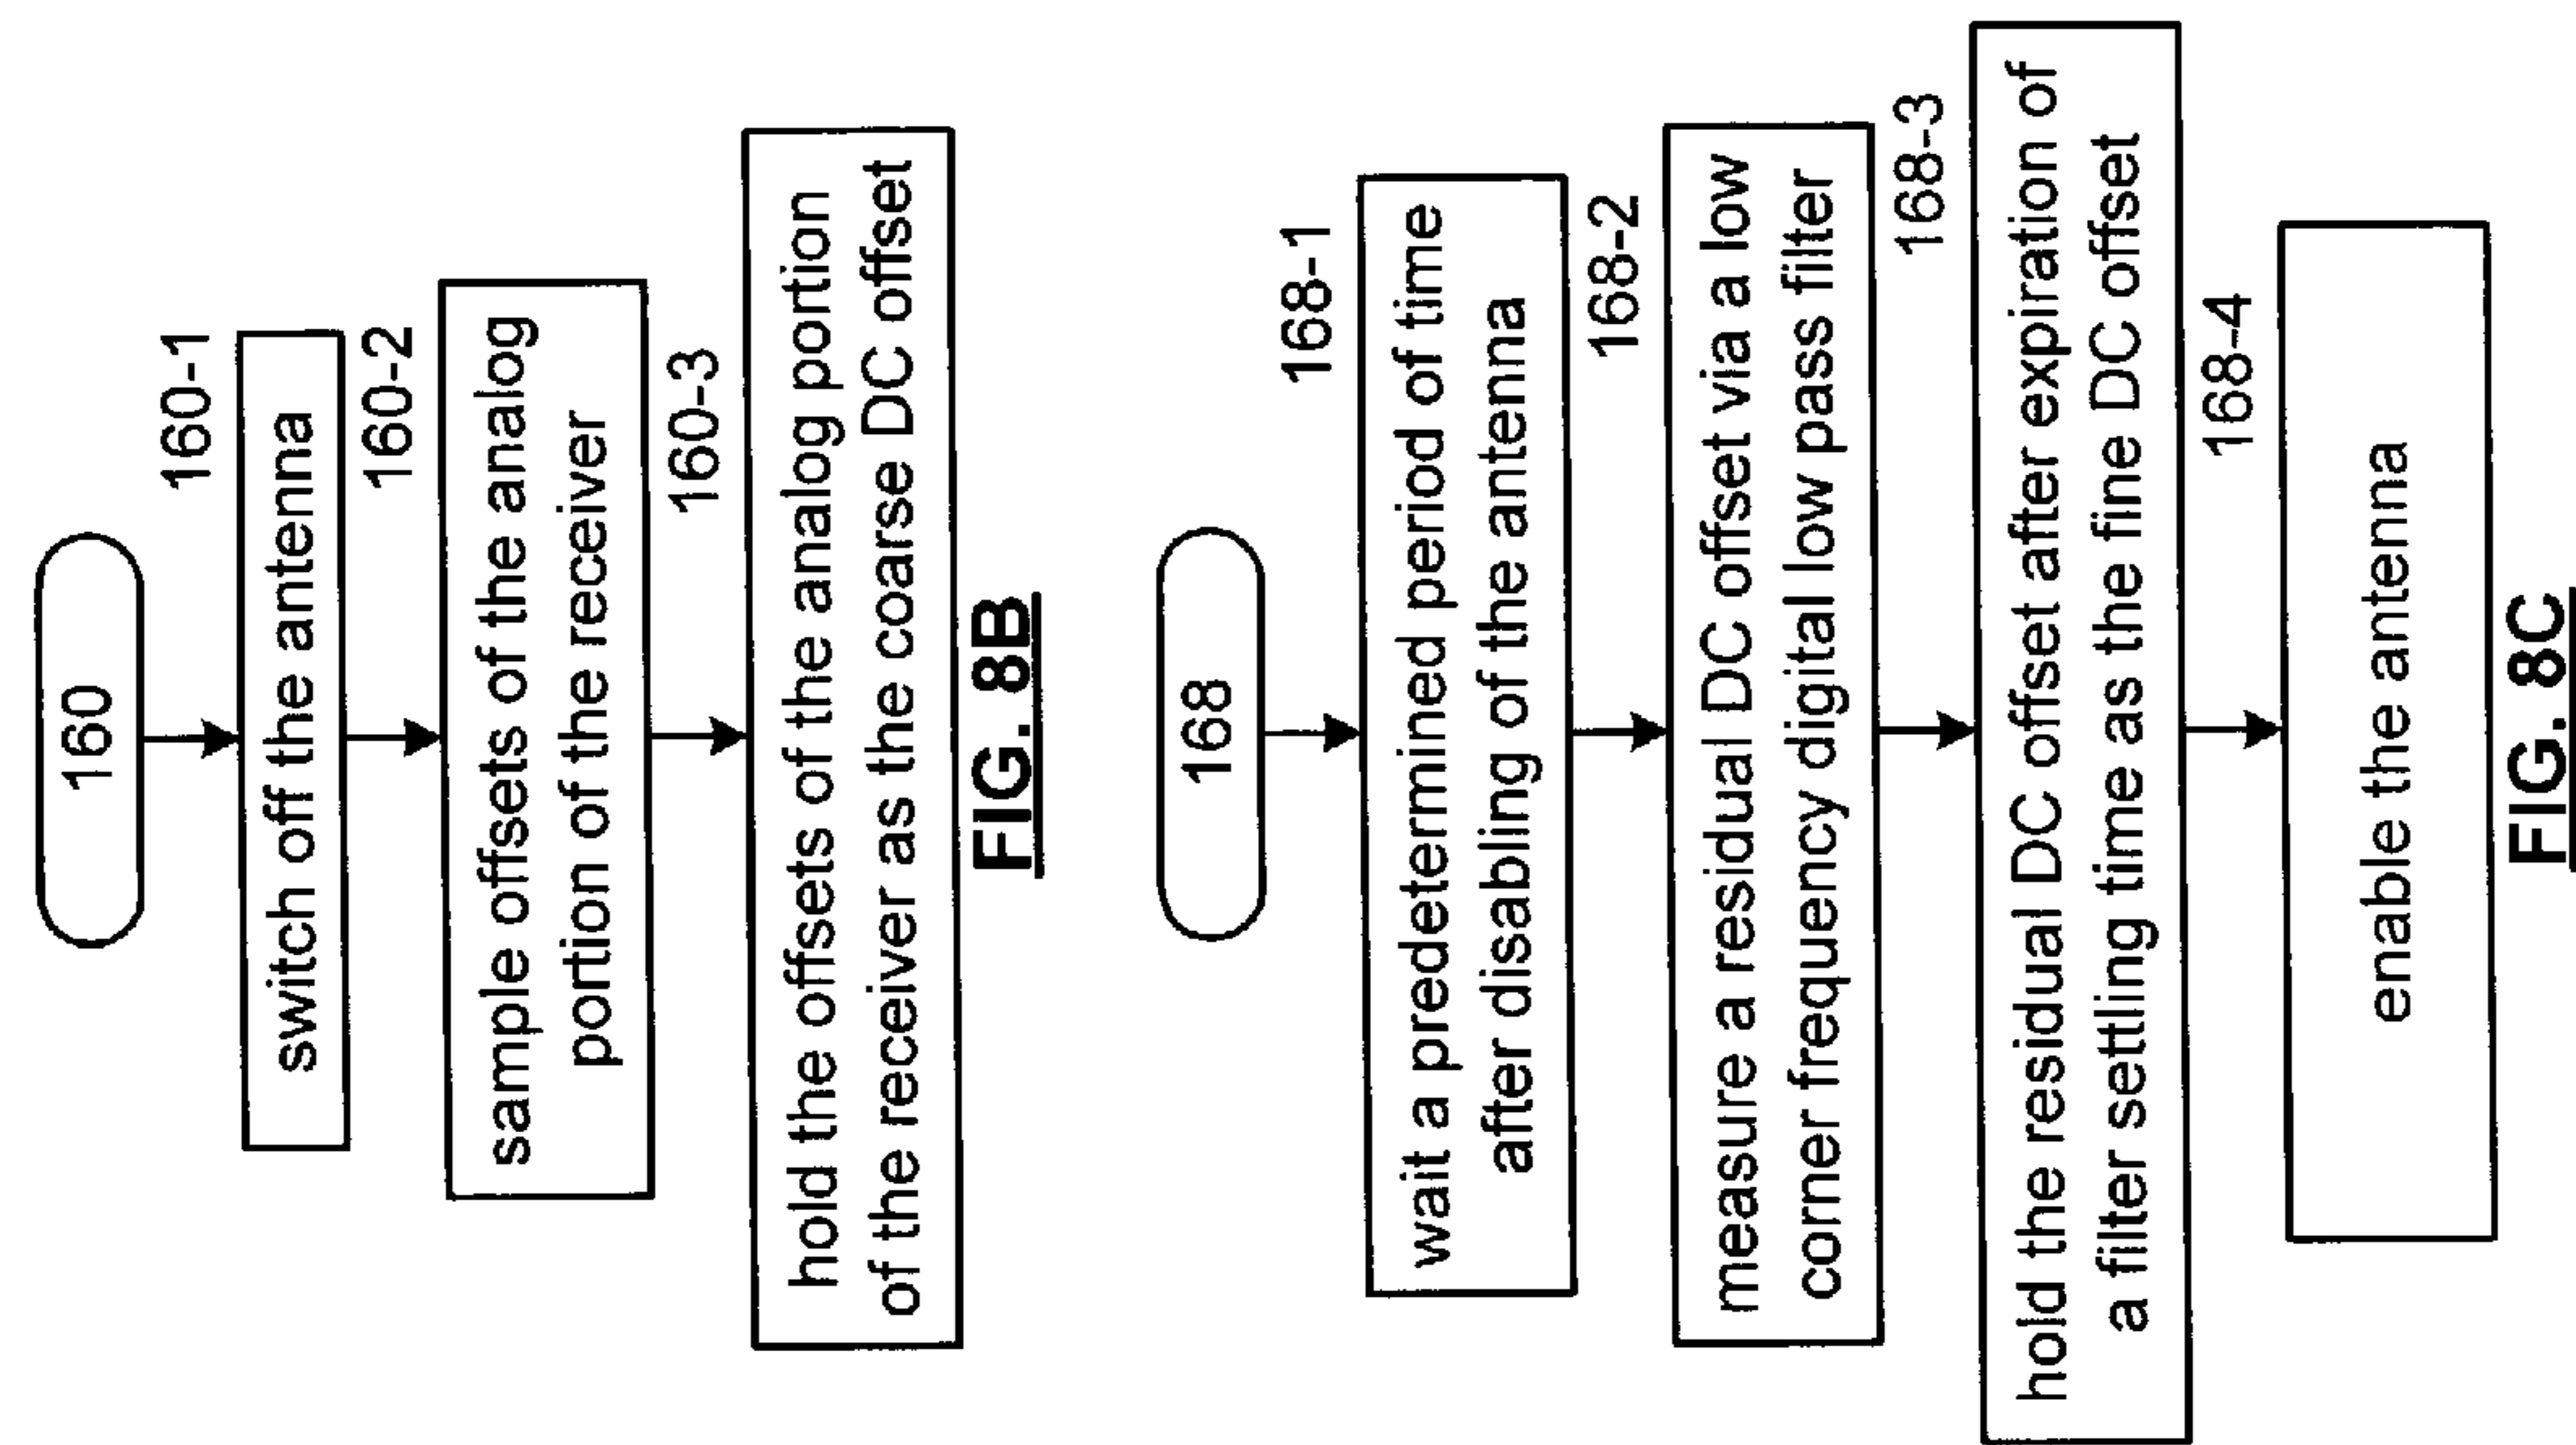 160
160-1
switch off the antenna
160-2
sample offsets of the analog
portion of the receiver
160-3
hold the offsets of the analog portion
of the receiver as the coarse DC offset
FIG. 8B
168
168-1
wait a predetermined period of time
after disabling of the antenna
168-2
measure a residual DC offset via a low
corner frequency digital low pass filter
168-3
hold the residual DC offset after expiration of
a filter settling time as the fine DC offset
168-4
enable the antenna
FIG. 8C